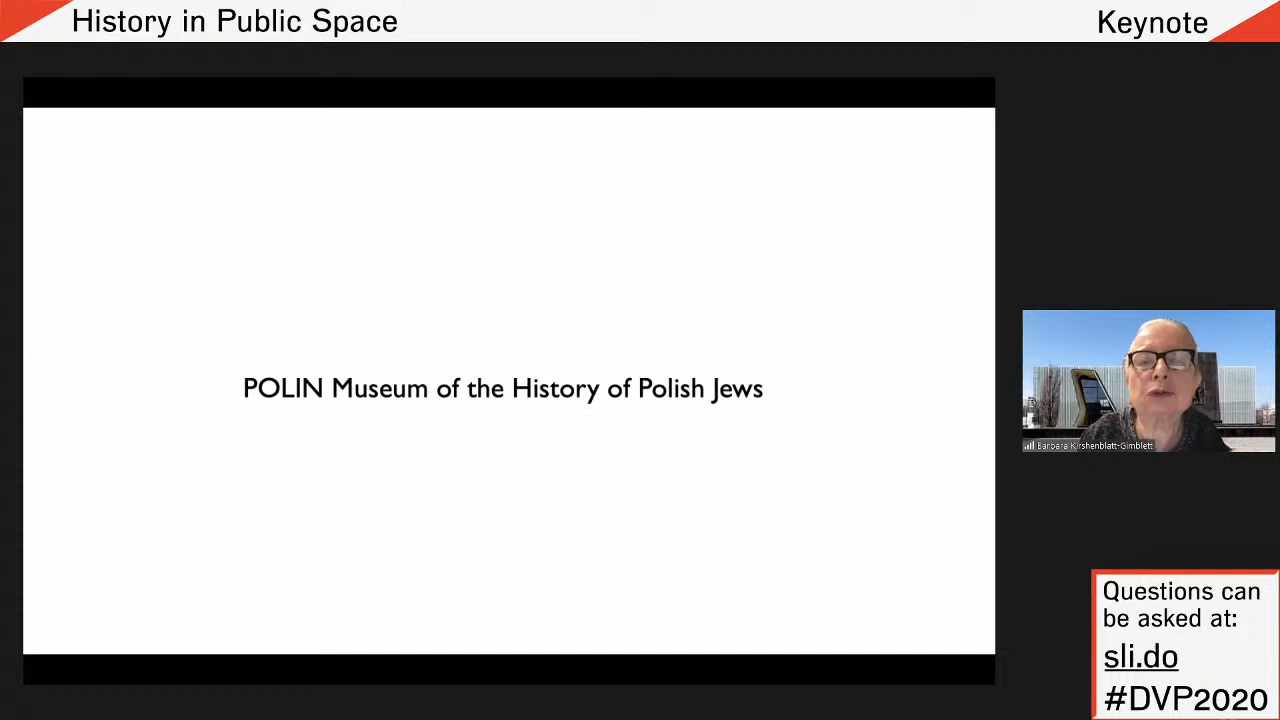 History in Public Space
Keynote
POLIN Museum of the History of Polish Jews
Barbara Kirshenblatt-Gimblett
Questions can
be asked at:
sli.do
#DVP2020